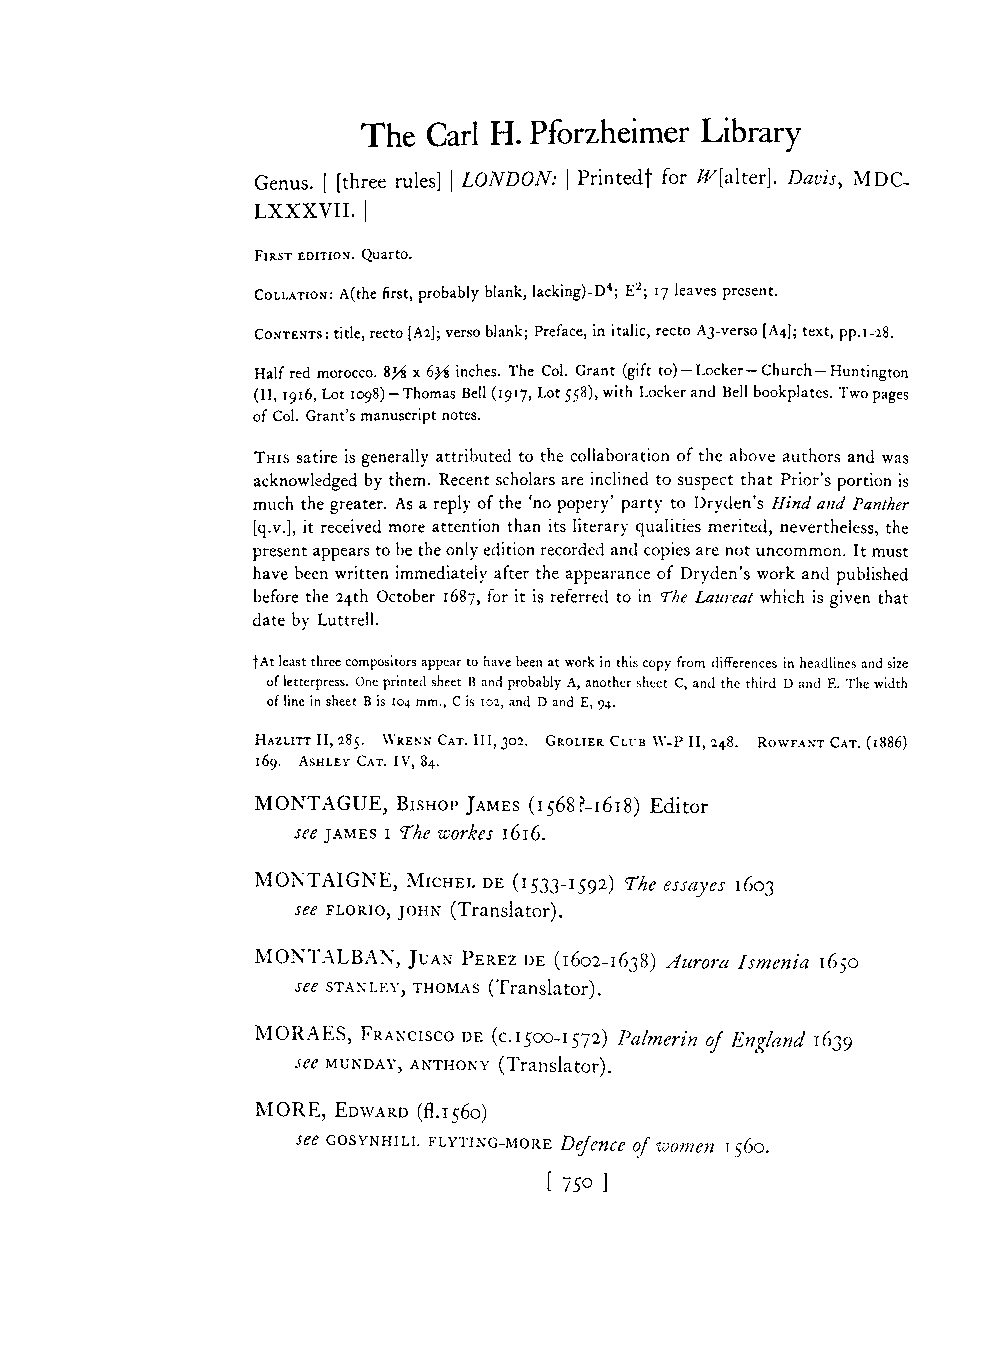 The Carl H. Pforzheimer Library
Genus. | [three rules] | LONDON: | Printed† for W[alter]. Davis, MDC-
LXXXVII. |
First edition. Quarto.
Collation: A(the first, probably blank, lacking)-D⁴; E²; 17 leaves present.
Contents: title, recto [A2]; verso blank; Preface, in italic, recto A3-verso [A4]; text, pp.1-28.
Half red morocco. x inches. The Col. Grant (gift to)—Locker—Church—Huntington
(II, 1916, Lot 1098)—Thomas Bell (1917, Lot 558), with Locker and Bell bookplates. Two pages
of Col. Grant's manuscript notes.
This satire is generally attributed to the collaboration of the above authors and was
acknowledged by them. Recent scholars are inclined to suspect that Prior's portion is
much the greater. As a reply of the 'no popery' party to Dryden's Hind and Panther
[q.v.], it received more attention than its literary qualities merited, nevertheless, the
present appears to be the only edition recorded and copies are not uncommon. It must
have been written immediately after the appearance of Dryden's work and published
before the 24th October 1687, for it is referred to in The Laureat which is given that
date by Luttrell.
†At least three compositors appear to have been at work in this copy from differences in headlines and size
of letterpress. One printed sheet B and probably A, another sheet C, and the third D and E. The width
of line in sheet B is 104 mm., C is 102, and D and E, 94.
Hazlitt II, 285. Wrenn Cat. III, 302. Grolier Club W-P II, 248. Rowfant Cat. (1886)
169. Ashley Cat. IV, 84.
MONTAGUE, Bishop James (1568?-1618) Editor
see JAMES I The workes 1616.
MONTAIGNE, Michel de (1533-1592) The essayes 1603
see FLORIO, JOHN (Translator).
MONTALBAN, Juan Perez de (1602-1638) Aurora Ismenia 1650
see STANLEY, THOMAS (Translator).
MORAES, Francisco de (c.1500-1572) Palmerin of England 1639
see MUNDAY, ANTHONY (Translator).
MORE, Edward (fl.1560)
see GOSYNHILL FLYTING-MORE Defence of women 1560.
[ 750 ]